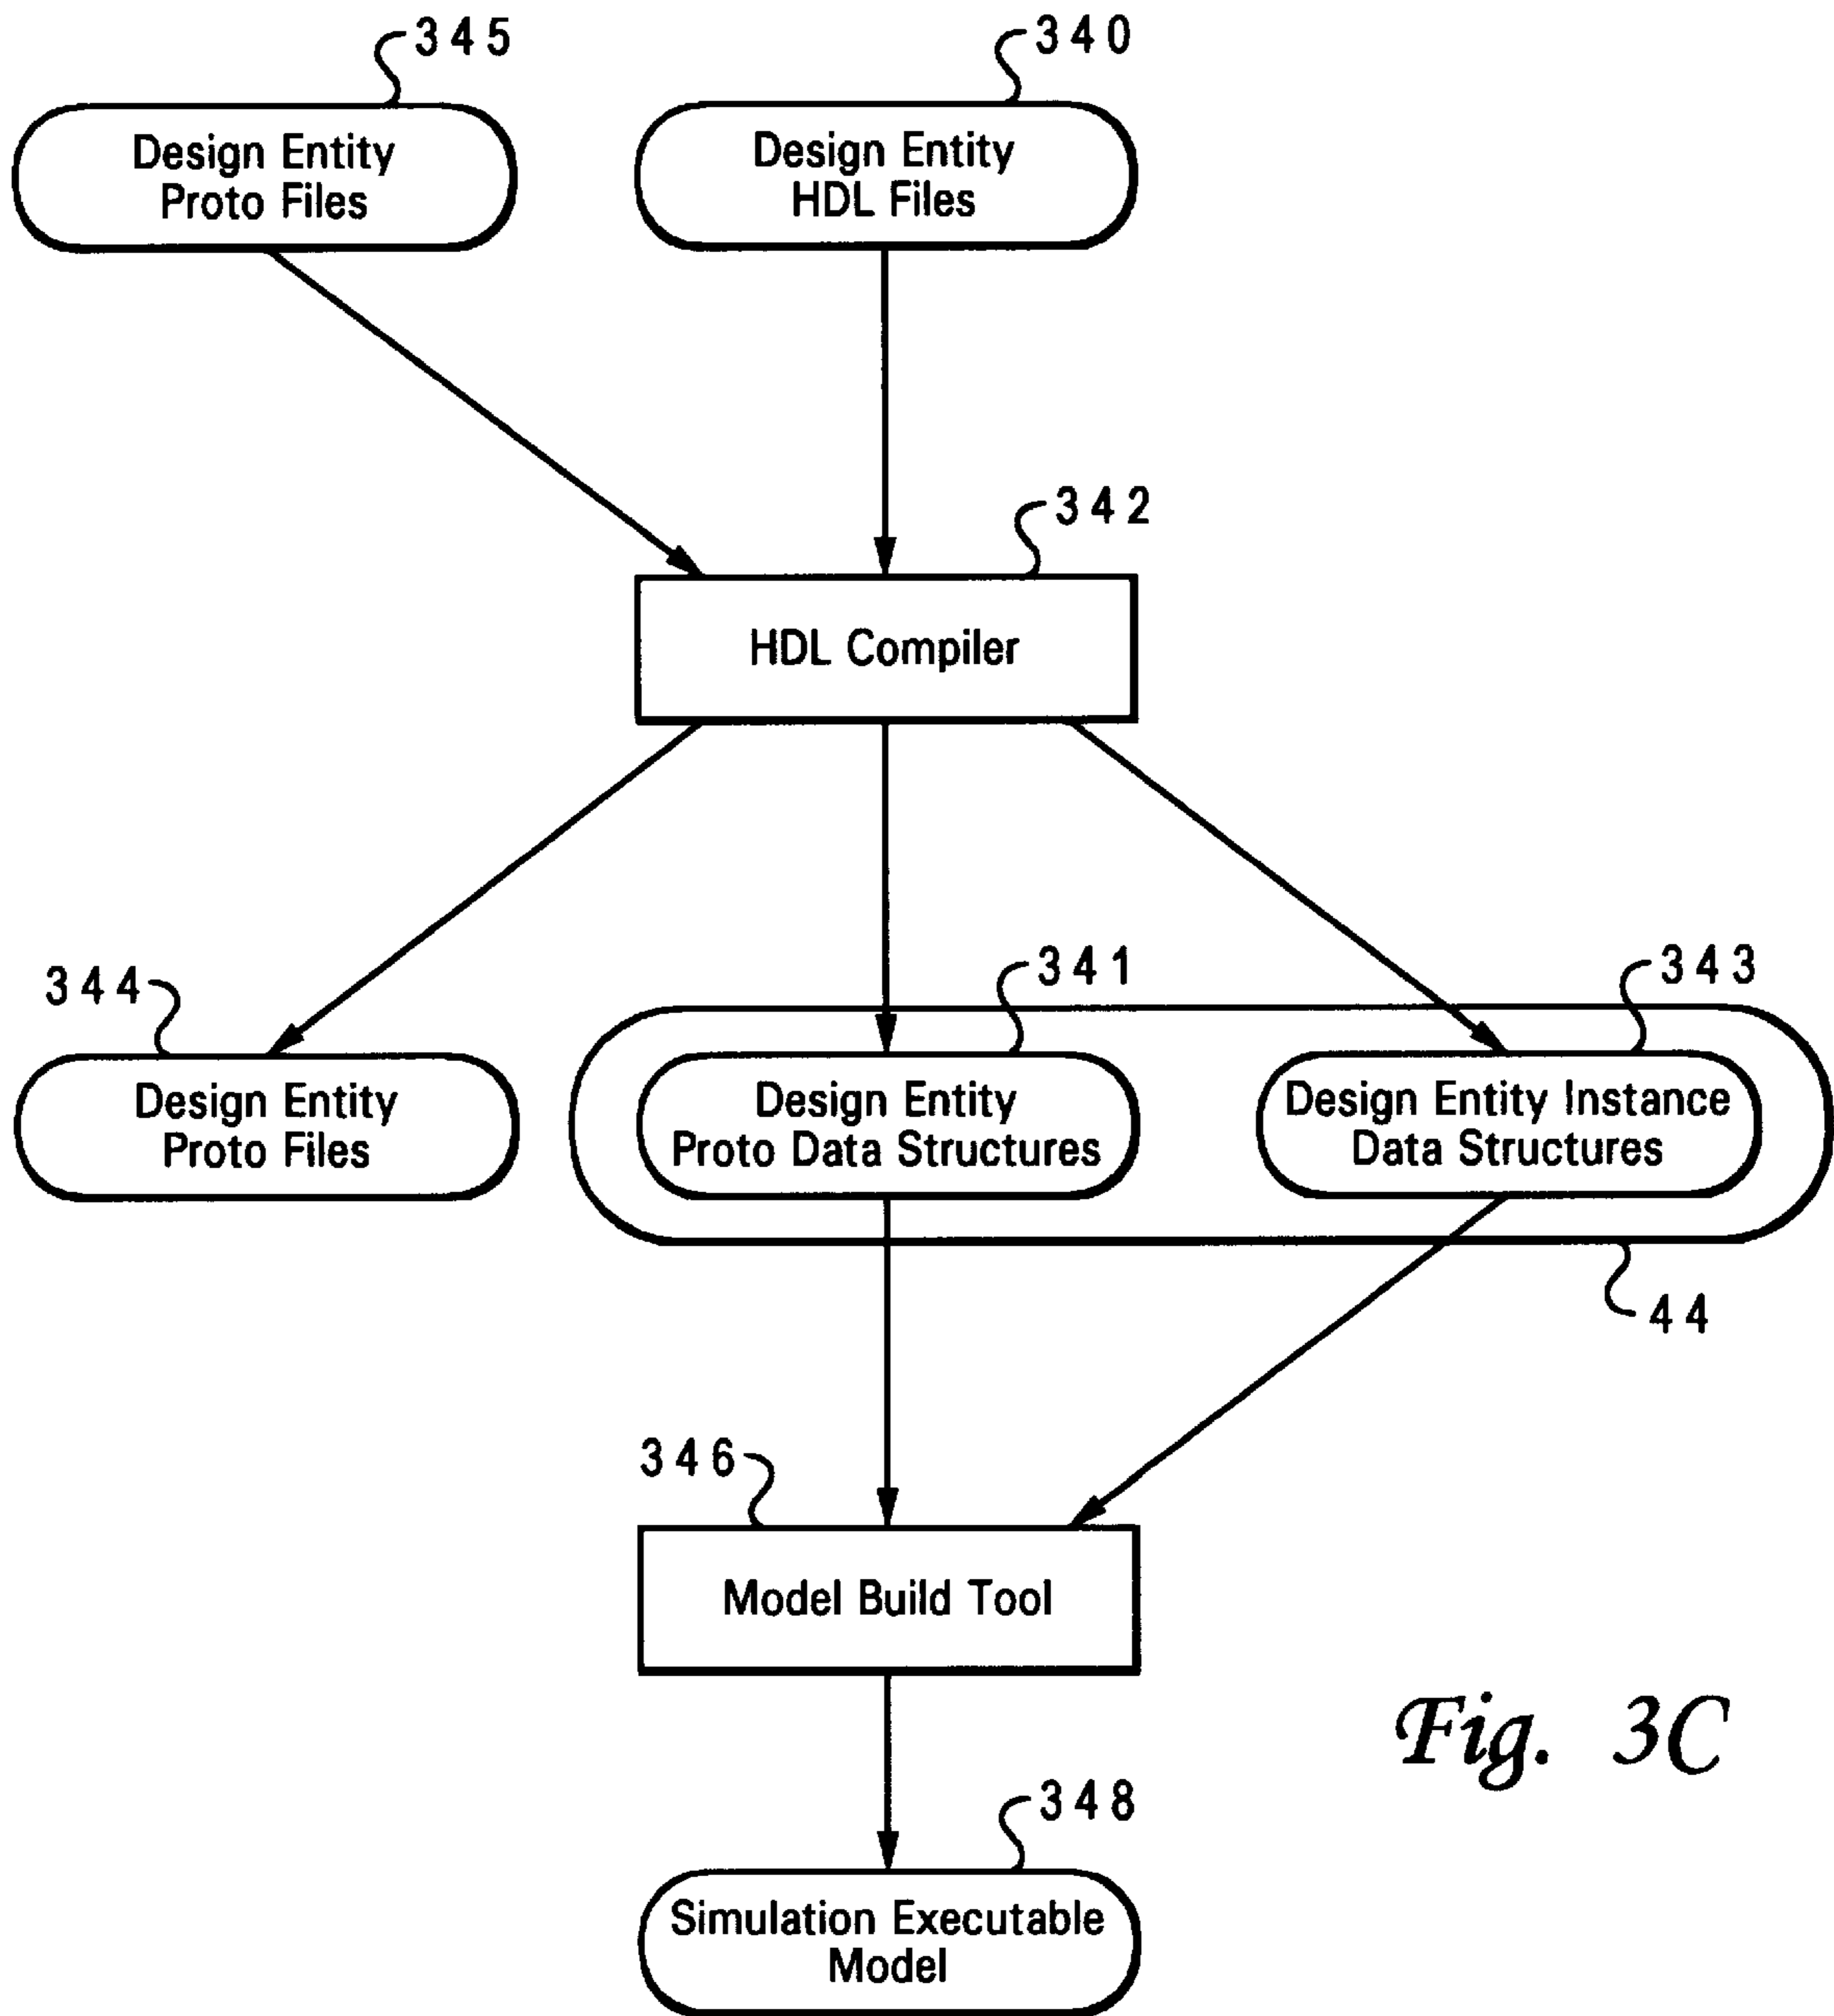 345
340
Design Entity
Proto Files
Design Entity
HDL Files
342
HDL Compiler
341
343
344
Design Entity
Proto Files
Design Entity
Proto Data Structures
Design Entity Instance
Data Structures
44
346
Model Build Tool
Fig. 3C
348
Simulation Executable
Model